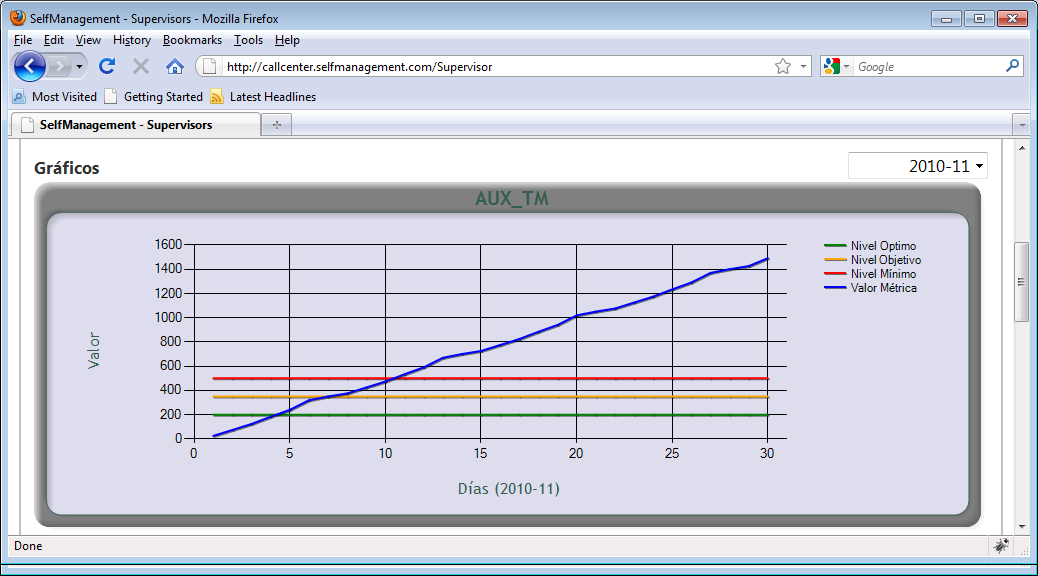 SelfManagement - Supervisors - Mozilla Firefox
File Edit View History Bookmarks Tools Help
http://callcenter.selfmanagement.com/Supervisor
Google
Most Visited Getting Started Latest Headlines
SelfManagement - Supervisors
Gráficos
2010-11
AUX_TM
1600
1400
1200
1000
800
600
400
200
0
Valor
0 5 10 15 20 25 30
Días (2010-11)
Nivel Optimo
Nivel Objetivo
Nivel Mínimo
Valor Métrica
Done